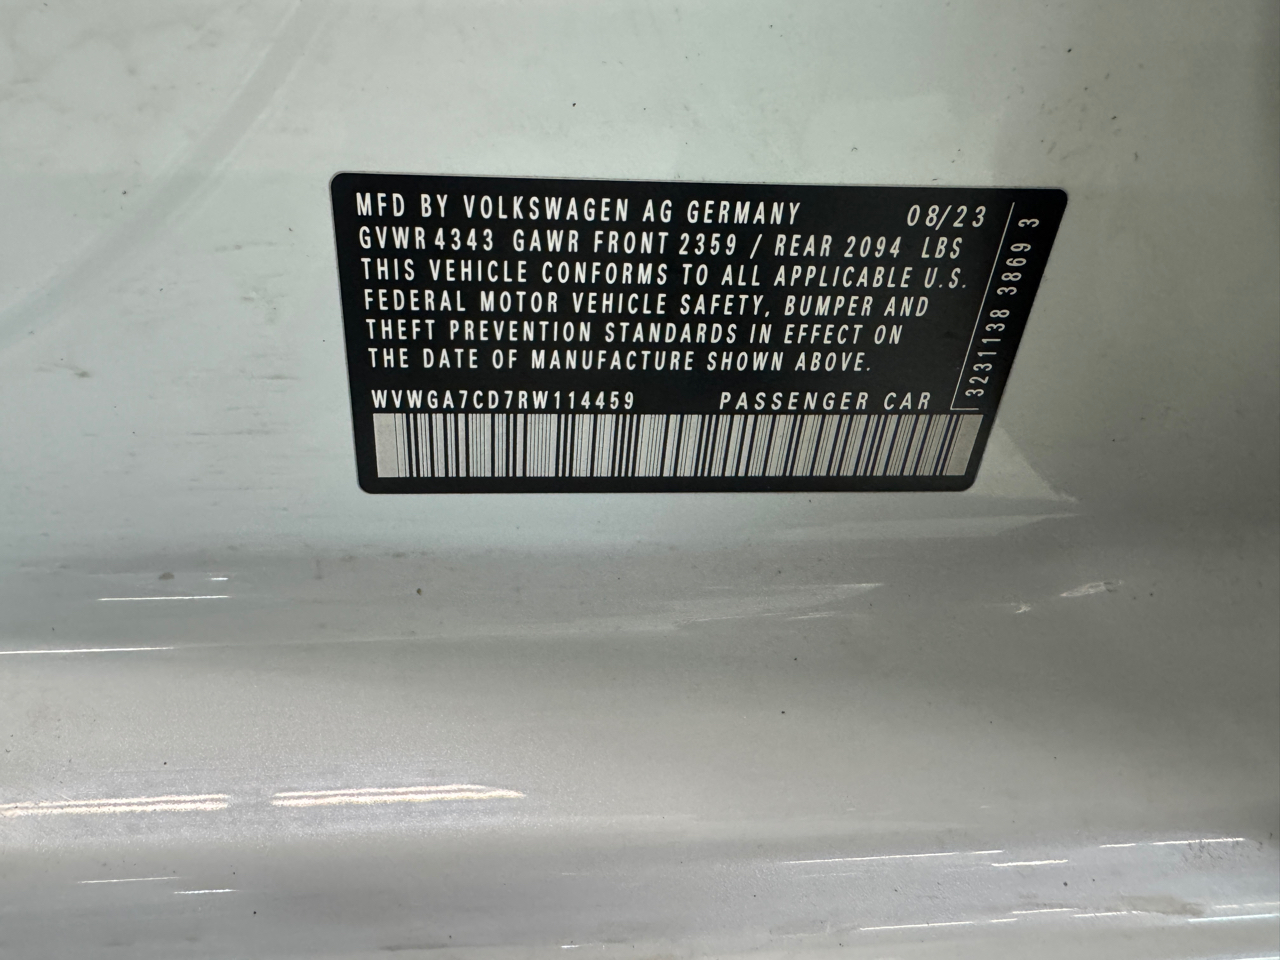 MFD BY VOLKSWAGEN AG GERMANY 08/23
GVWR 4343 GAWR FRONT 2359 / REAR 2094 LBS
THIS VEHICLE CONFORMS TO ALL APPLICABLE U.S.
FEDERAL MOTOR VEHICLE SAFETY, BUMPER AND
THEFT PREVENTION STANDARDS IN EFFECT ON
THE DATE OF MANUFACTURE SHOWN ABOVE.
WVWGA7CD7RW114459 PASSENGER CAR
3231138 3869 3